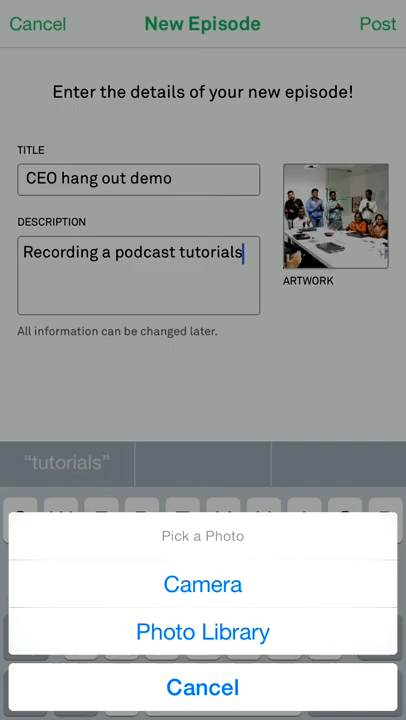 Cancel New Episode Post
Enter the details of your new episode!
TITLE
CEO hang out demo
DESCRIPTION
Recording a podcast tutorials
ARTWORK
All information can be changed later.
“tutorials”
Pick a Photo
Camera
Photo Library
Cancel